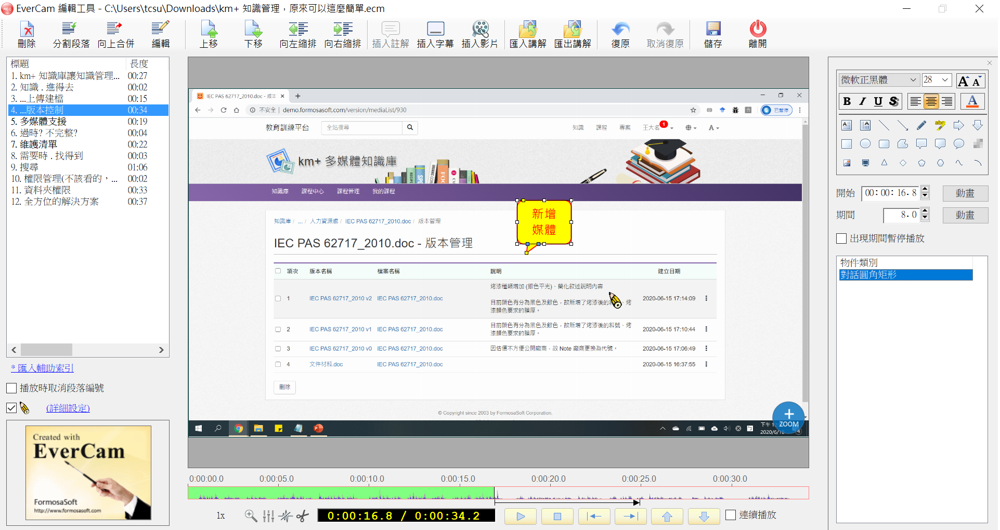 EverCam 編輯工具 - C:\Users\tcsu\Downloads\km+ 知識管理，原來可以這麼簡單.ecm
刪除 分割段落 向上合併 編輯 上移 下移 向左縮排 向右縮排 插入註解 插入字幕 插入影片 匯入講解 匯出講解 復原 取消復原 儲存 離開
標題 長度
1. km+ 知識庫讓知識管理... 00:27
2. 知識 . 進得去 00:02
3. ...上傳建檔 00:15
4. ...版本控制 00:34
5. 多媒體支援 00:19
6. 過時? 不完整? 00:04
7. 維護清單 00:22
8. 需要時 . 找得到 00:03
9. 搜尋 01:06
10. 權限管理(不該看的，... 00:02
11. 資料夾權限 00:33
12. 全方位的解決方案 00:37
* 匯入輔助索引
播放時取消段落編號
(詳細設定)
Created with
EverCam
FormosaSoft
http://www.formosasoft.com
IEC PAS 62717_2010.doc - 版本
不安全 | demo.formosasoft.com/version/mediaList/930
已暫停
教育訓練平台 全站搜尋 知識 課程 專案 王大名 1 A
km+ 多媒體知識庫
知識庫 課程中心 課程管理 我的課程
新增
媒體
知識庫 / ... / 人力資源處 / IEC PAS 62717_2010.doc / 版本管理
IEC PAS 62717_2010.doc - 版本管理
項次 版本名稱 檔案名稱 說明 建立日期
烤漆種類增加 (銀色平光)、簡化敘述說明內容
1 IEC PAS 62717_2010 v2 IEC PAS 62717_2010.doc 2020-06-15 17:14:09
目前顏色有分為黑色及銀色，故新增了烤漆後的料、烤
漆顏色要求的膜厚。
2 IEC PAS 62717_2010 v1 IEC PAS 62717_2010.doc 目前顏色有分為黑色及銀色，故新增了烤漆後的料號、烤 2020-06-15 17:10:44
漆顏色要求的膜厚。
3 IEC PAS 62717_2010 v0 IEC PAS 62717_2010.doc 因估價不方便公開廠商，故 Note 廠商更換為代號。 2020-06-15 17:06:49
4 文件材料.doc IEC PAS 62717_2010.doc 2020-06-15 16:37:55
刪除
© Copyright since 2003 by FormosaSoft Corporation.
ZOOM
下午
2020/6/16
4
微軟正黑體 28 A A
B I U S A
開始 00:00:16.8 動畫
期間 8.0 動畫
出現期間暫停播放
物件類別
對話圓角矩形
0:00:00.0 0:00:05.0 0:00:10.0 0:00:15.0 0:00:20.0 0:00:25.0 0:00:30.0
1x 0:00:16.8 / 0:00:34.2 連續播放